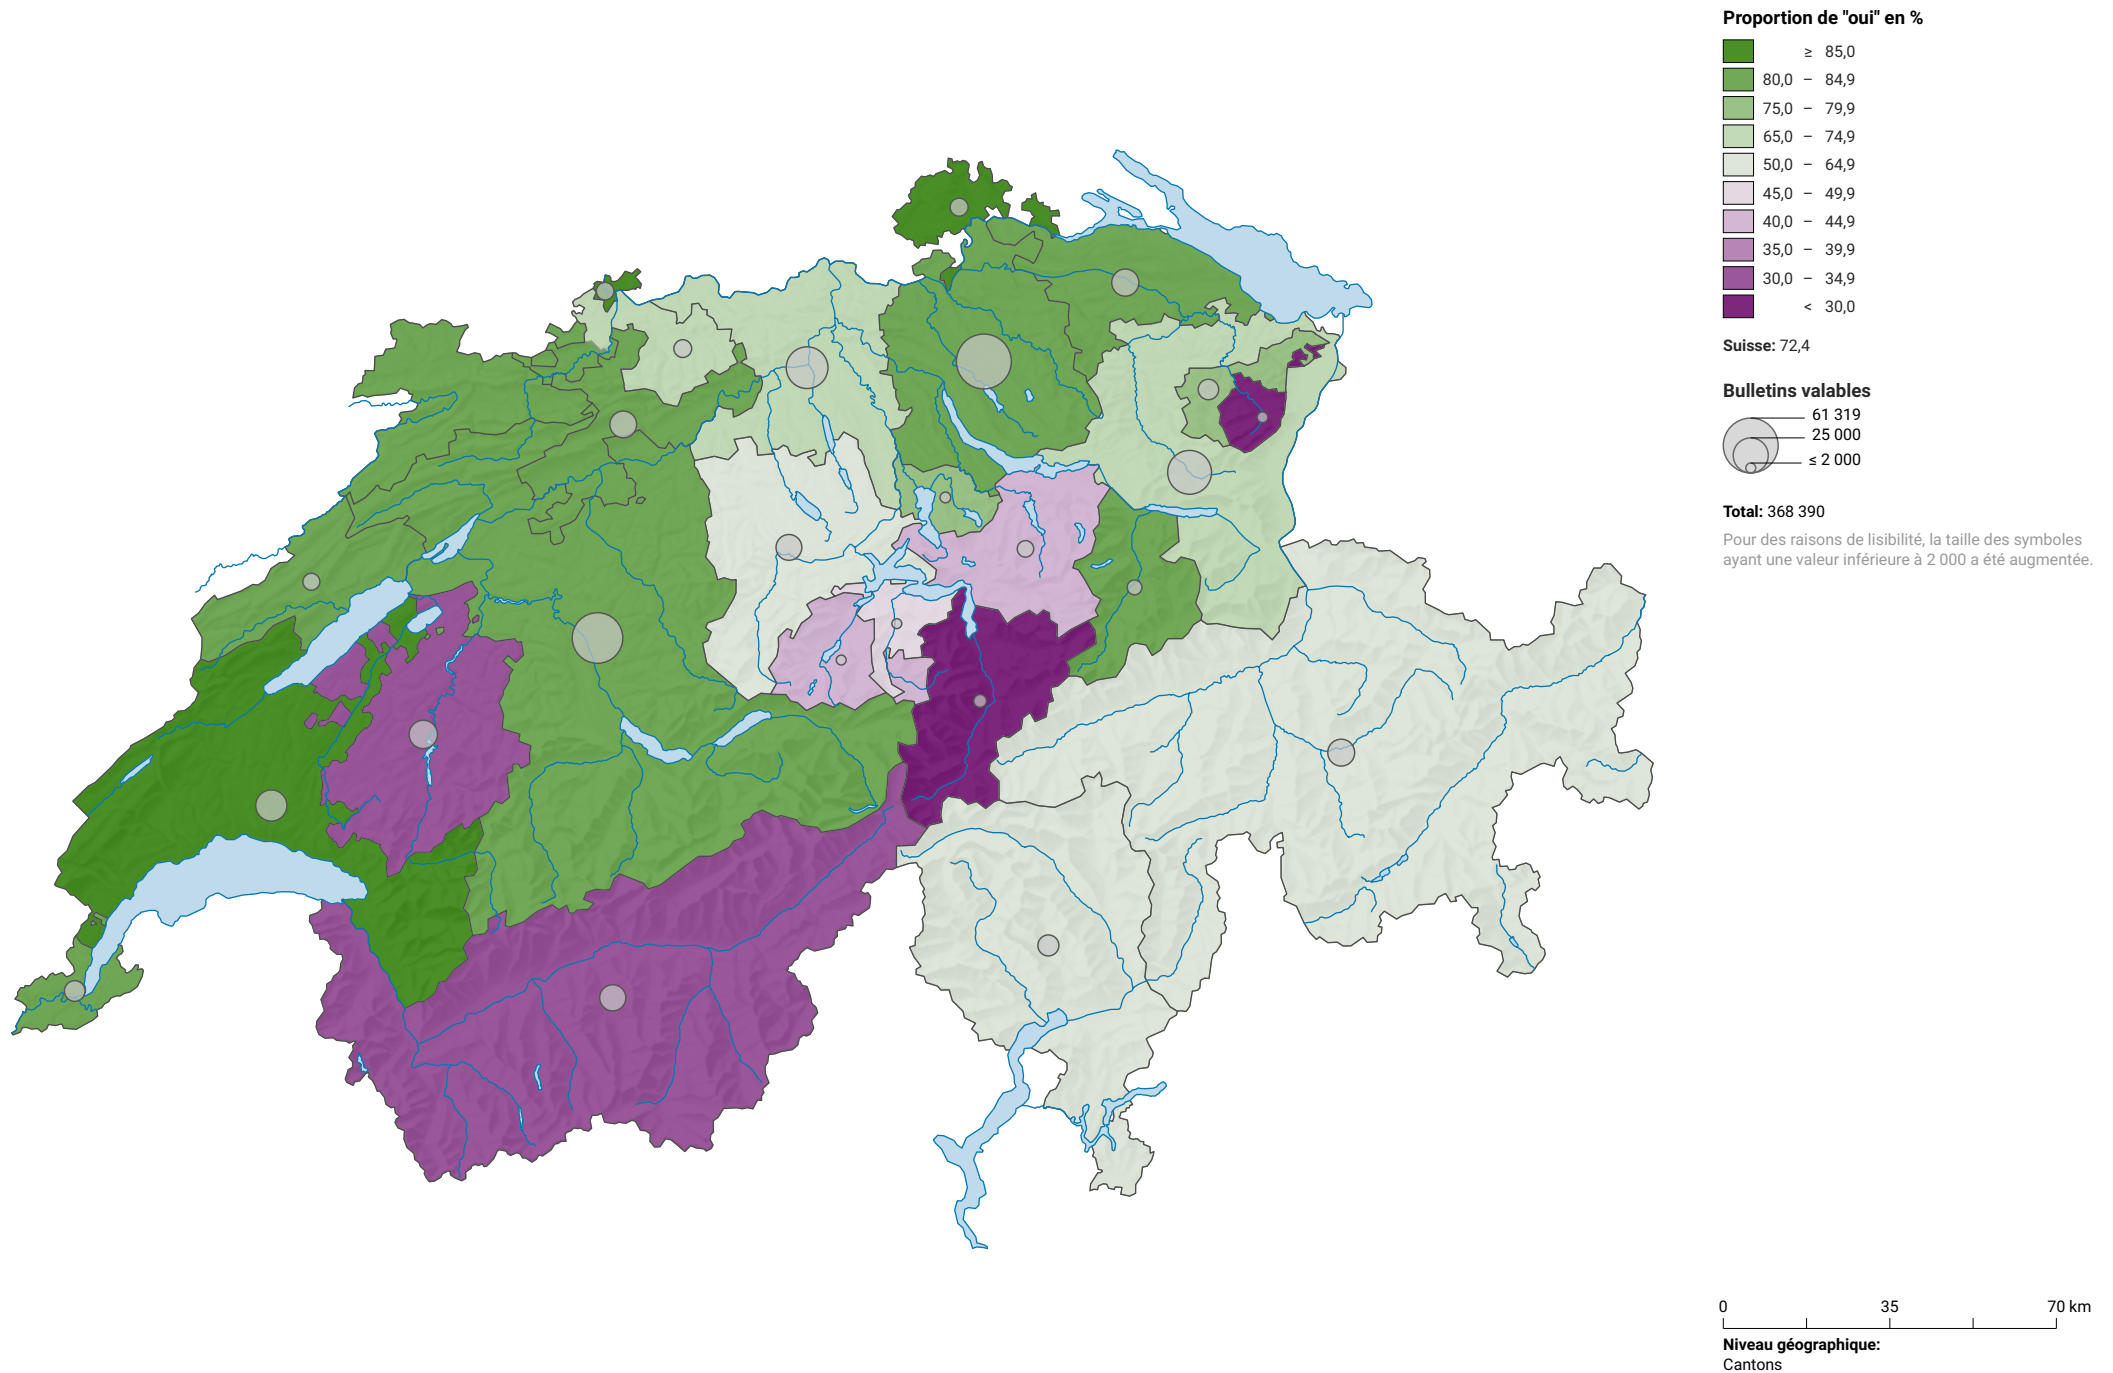 Proportion de "oui" en %
≥ 85,0
80,0 – 84,9
75,0 – 79,9
65,0 – 74,9
50,0 – 64,9
45,0 – 49,9
40,0 – 44,9
35,0 – 39,9
30,0 – 34,9
< 30,0
Suisse: 72,4
Bulletins valables
61 319
25 000
≤ 2 000
Total: 368 390
Pour des raisons de lisibilité, la taille des symboles
ayant une valeur inférieure à 2 000 a été augmentée.
0 35 70 km
Niveau géographique:
Cantons